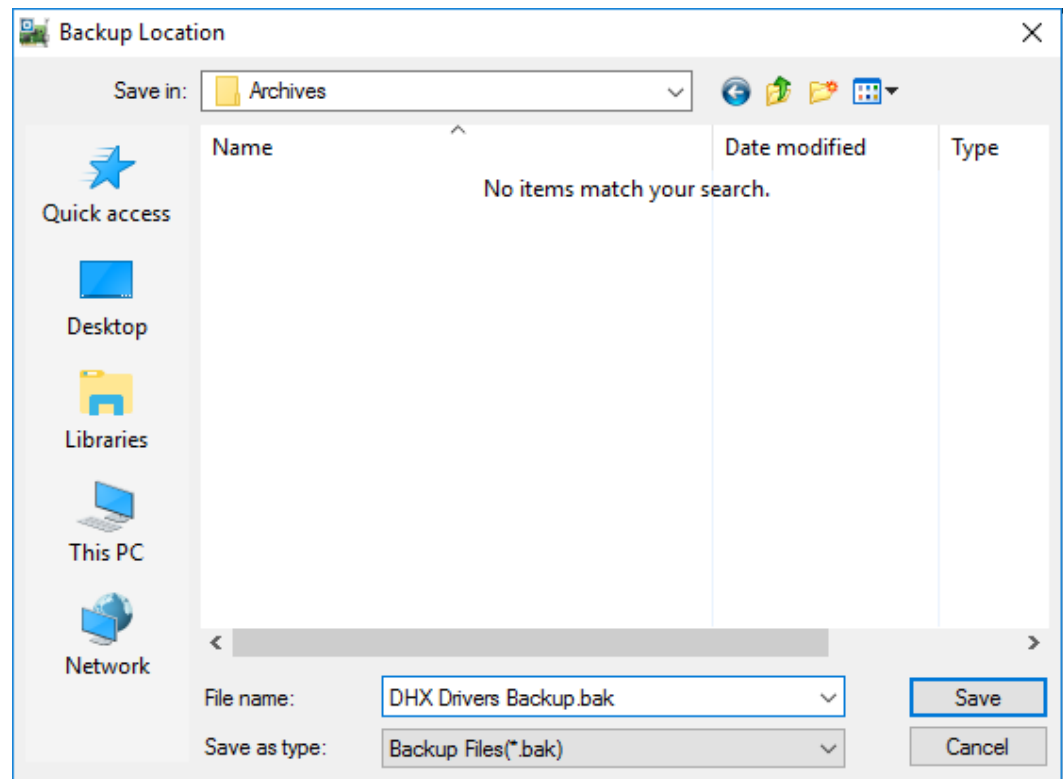 Backup Location
Save in: Archives
Name Date modified Type
No items match your search.
Quick access
Desktop
Libraries
This PC
Network
File name: DHX Drivers Backup.bak Save
Save as type: Backup Files(*.bak) Cancel